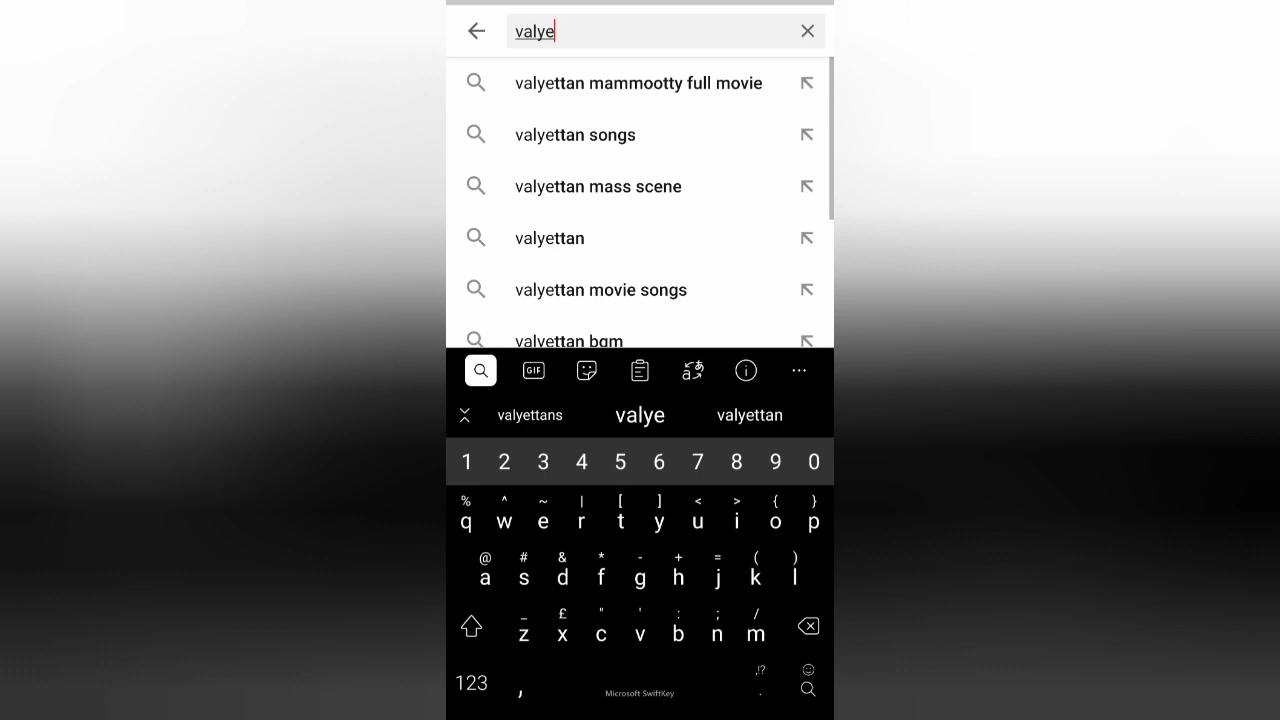 valye
valyettan mammootty full movie
valyettan songs
valyettan mass scene
valyettan
valyettan movie songs
valyettan bgm
GIF
valyettans valye valyettan
1 2 3 4 5 6 7 8 9 0
% ^ ~ | [ ] < > { }
q w e r t y u i o p
@ # & * - + = ( )
a s d f g h j k l
_ £ " ' : ; /
z x c v b n m
,!?
123 , Microsoft SwiftKey .